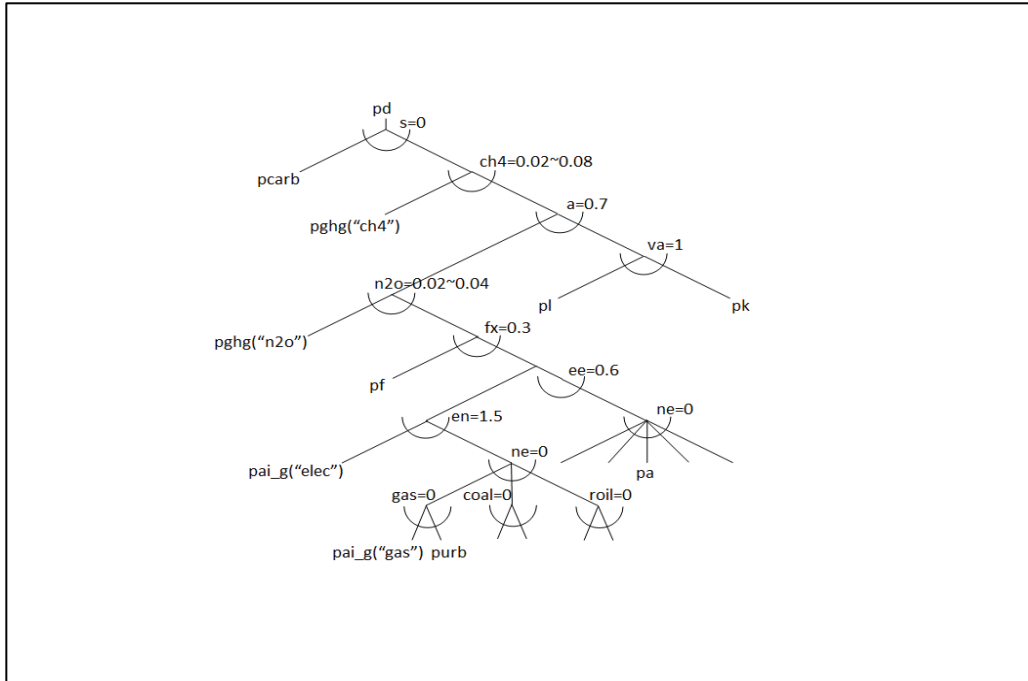 pd
s=0
ch4=0.02~0.08
pcarb
a=0.7
pghg(“ch4”)
va=1
n2o=0.02~0.04
pl
pk
fx=0.3
pghg(“n2o”)
ee=0.6
pf
en=1.5
ne=0
ne=0
pai_g(“elec”)
pa
gas=0
coal=0
roil=0
pai_g(“gas”) purb